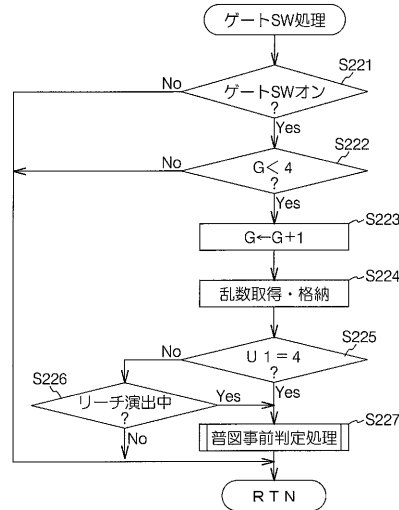 ゲートSW処理
S221
No
ゲートSWオン
?
Yes
S222
No
G<4
?
Yes
S223
G←G+1
S224
乱数取得・格納
S225
No
U1=4
?
Yes
S226
リーチ演出中
?
Yes
No
S227
普図事前判定処理
RTN